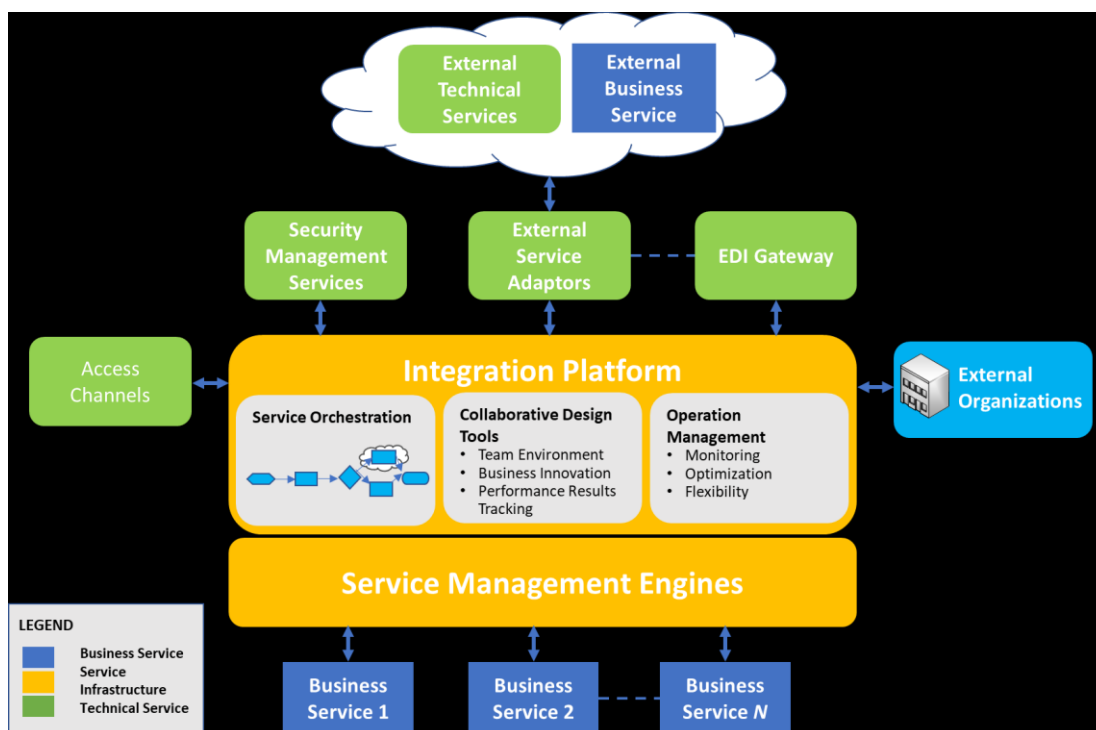 External
Technical
Services
External
Business
Service
Security
Management
Services
External
Service
Adaptors
EDI Gateway
Access
Channels
Integration Platform
External
Organizations
Service Orchestration
Collaborative Design
Tools
• Team Environment
• Business Innovation
• Performance Results
Tracking
Operation
Management
• Monitoring
• Optimization
• Flexibility
Service Management Engines
LEGEND
Business Service
Service
Infrastructure
Technical Service
Business
Service 1
Business
Service 2
Business
Service N